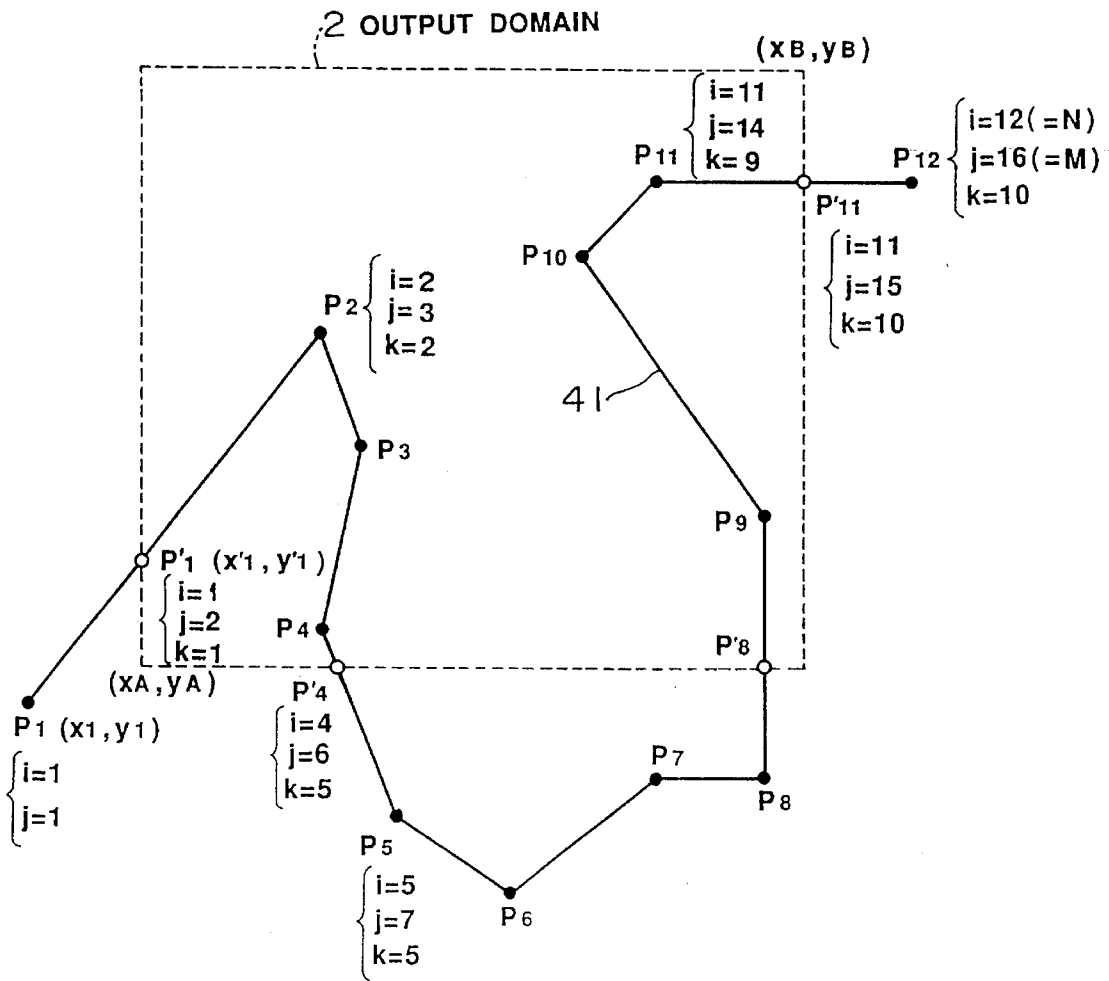 2 OUTPUT DOMAIN
(xB,yB)
i=11
j=14
k=9
P11
P12
i=12(=N)
j=16(=M)
k=10
P'11
i=11
j=15
k=10
P10
P2
i=2
j=3
k=2
41
P3
P9
P'1 (x'1,y'1)
i=1
j=2
k=1
P4
P'8
(xA,yA)
P'4
i=4
j=6
k=5
P1 (x1,y1)
i=1
j=1
P7
P8
P5
i=5
j=7
k=5
P6